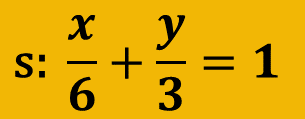 s: x/6 + y/3 = 1